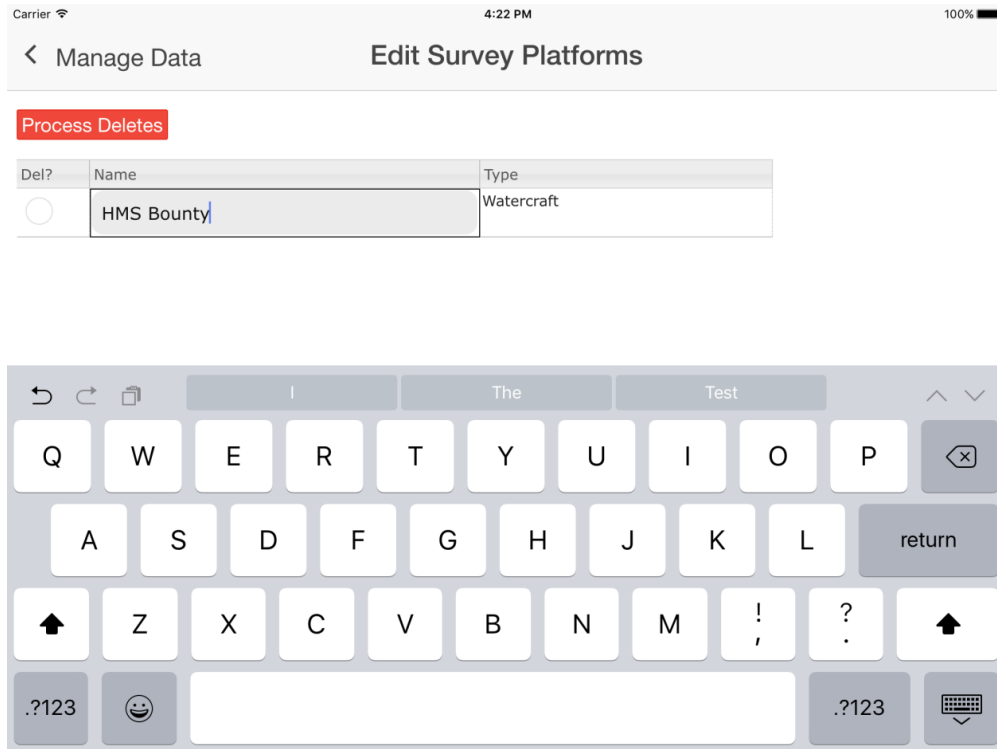 Carrier 4:22 PM 100%
Manage Data Edit Survey Platforms
Process Deletes
Del? Name Type
HMS Bounty Watercraft
I The Test
Q W E R T Y U I O P
A S D F G H J K L return
Z X C V B N M ! , ? .
.?123 .?123